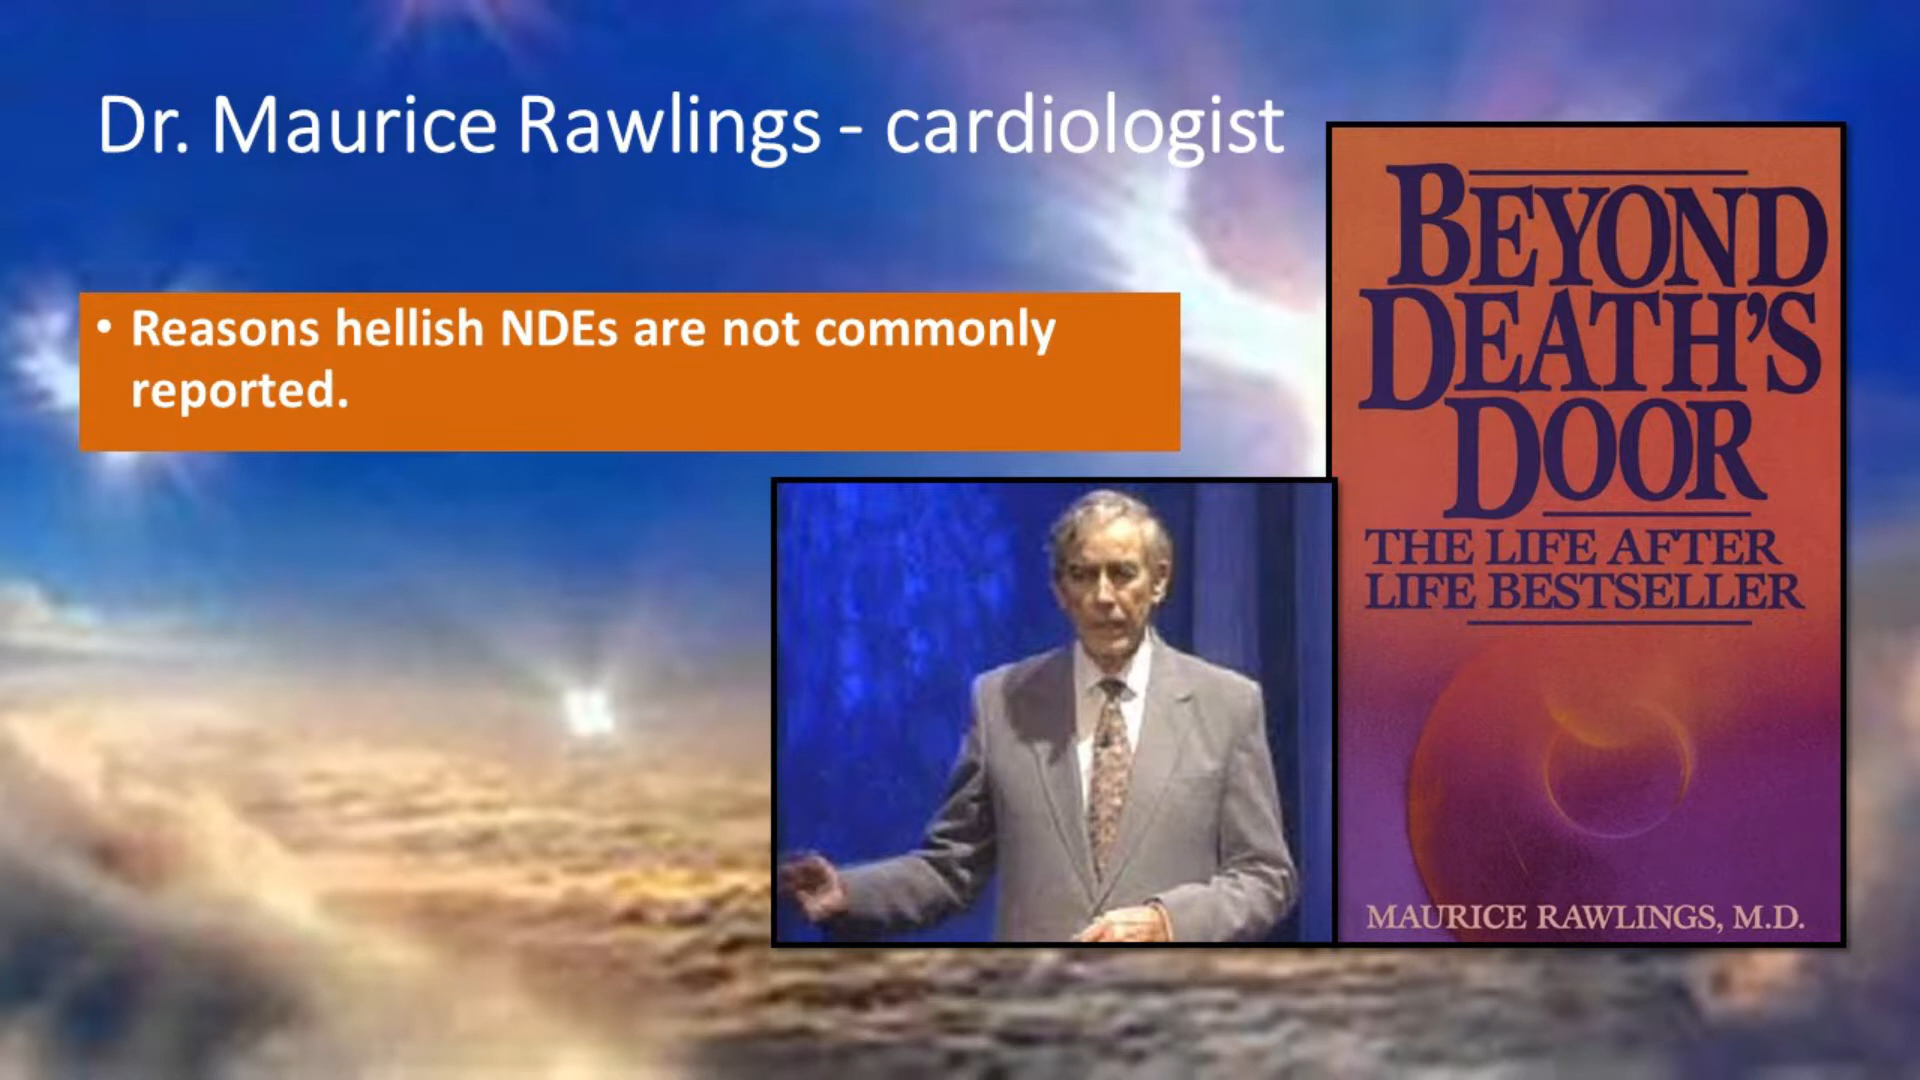 Dr. Maurice Rawlings - cardiologist
• Reasons hellish NDEs are not commonly
reported.
BEYOND
DEATH'S
DOOR
THE LIFE AFTER
LIFE BESTSELLER
MAURICE RAWLINGS, M.D.